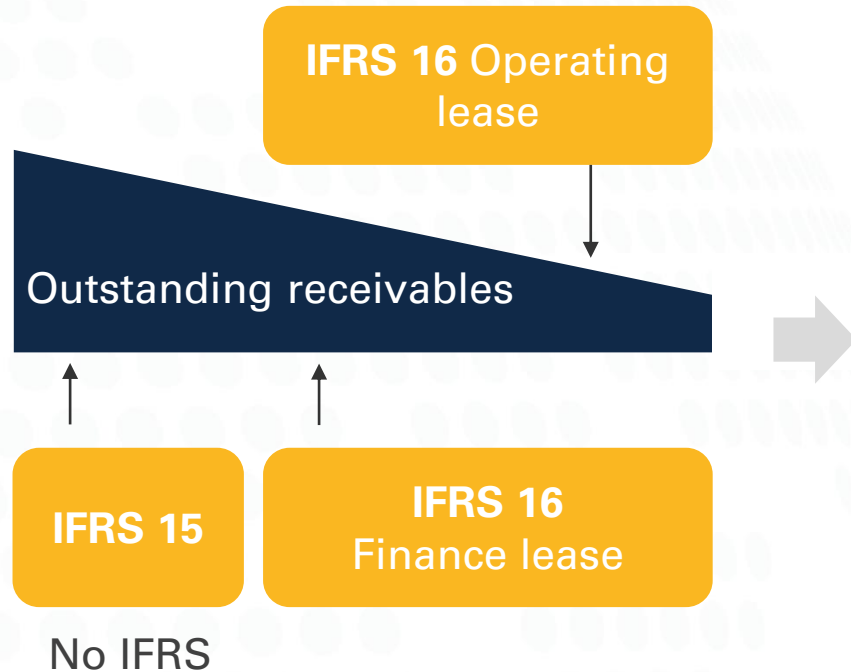 IFRS 16 Operating
lease
Outstanding receivables
IFRS 15
IFRS 16
Finance lease
No IFRS